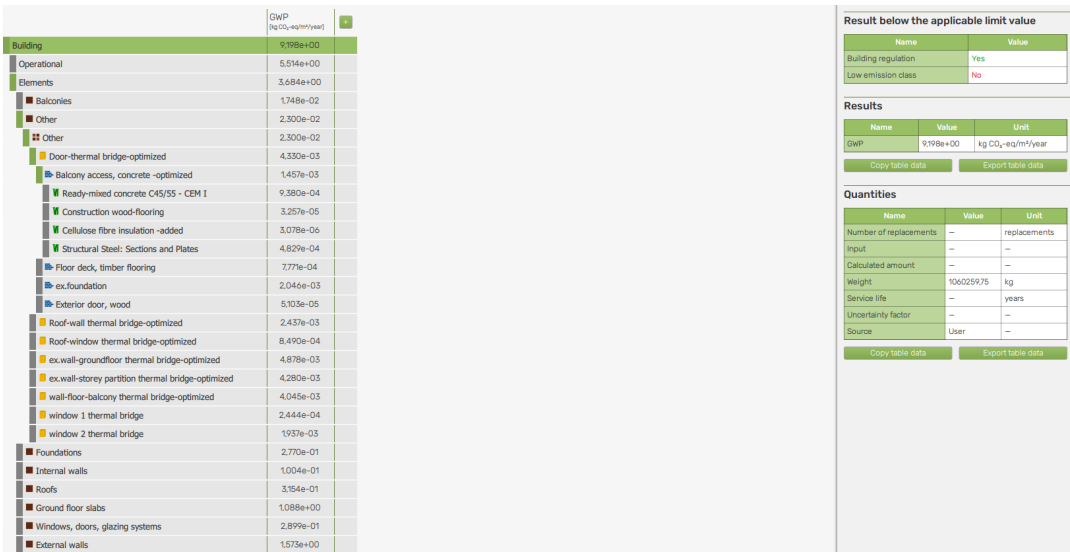 GWP
[kg CO₂-eq/m²/year]
+
Building 9,198e+00
Operational 5,514e+00
Elements 3,684e+00
Balconies 1,748e-02
Other 2,300e-02
Other 2,300e-02
Door-thermal bridge-optimized 4,330e-03
Balcony access, concrete -optimized 1,457e-03
Ready-mixed concrete C45/55 - CEM I 9,380e-04
Construction wood-flooring 3,257e-05
Cellulose fibre insulation -added 3,078e-06
Structural Steel: Sections and Plates 4,829e-04
Floor deck, timber flooring 7,771e-04
ex.foundation 2,046e-03
Exterior door, wood 5,103e-05
Roof-wall thermal bridge-optimized 2,437e-03
Roof-window thermal bridge-optimized 8,490e-04
ex.wall-groundfloor thermal bridge-optimized 4,878e-03
ex.wall-storey partition thermal bridge-optimized 4,280e-03
wall-floor-balcony thermal bridge-optimized 4,045e-03
window 1 thermal bridge 2,444e-04
window 2 thermal bridge 1,937e-03
Foundations 2,770e-01
Internal walls 1,004e-01
Roofs 3,154e-01
Ground floor slabs 1,088e+00
Windows, doors, glazing systems 2,899e-01
External walls 1,573e+00
Result below the applicable limit value
Name Value
Building regulation Yes
Low emission class No
Results
Name Value Unit
GWP 9,198e+00 kg CO₂-eq/m²/year
Copy table data Export table data
Quantities
Name Value Unit
Number of replacements – replacements
Input – –
Calculated amount – –
Weight 1060259,75 kg
Service life – years
Uncertainty factor – –
Source User –
Copy table data Export table data